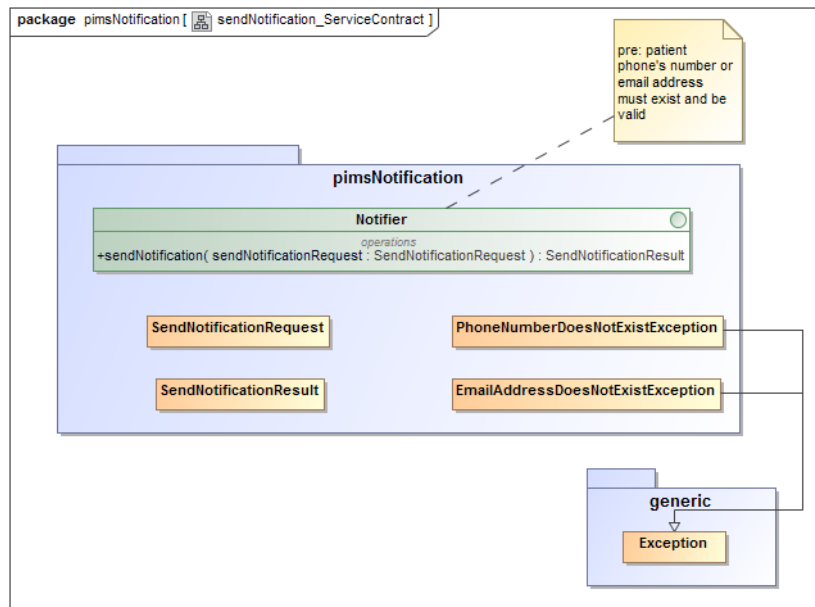 package pimsNotification [ sendNotification_ServiceContract ]
pre: patient
phone's number or
email address
must exist and be
valid
pimsNotification
Notifier
operations
+sendNotification( sendNotificationRequest : SendNotificationRequest ) : SendNotificationResult
SendNotificationRequest
PhoneNumberDoesNotExistException
SendNotificationResult
EmailAddressDoesNotExistException
generic
Exception